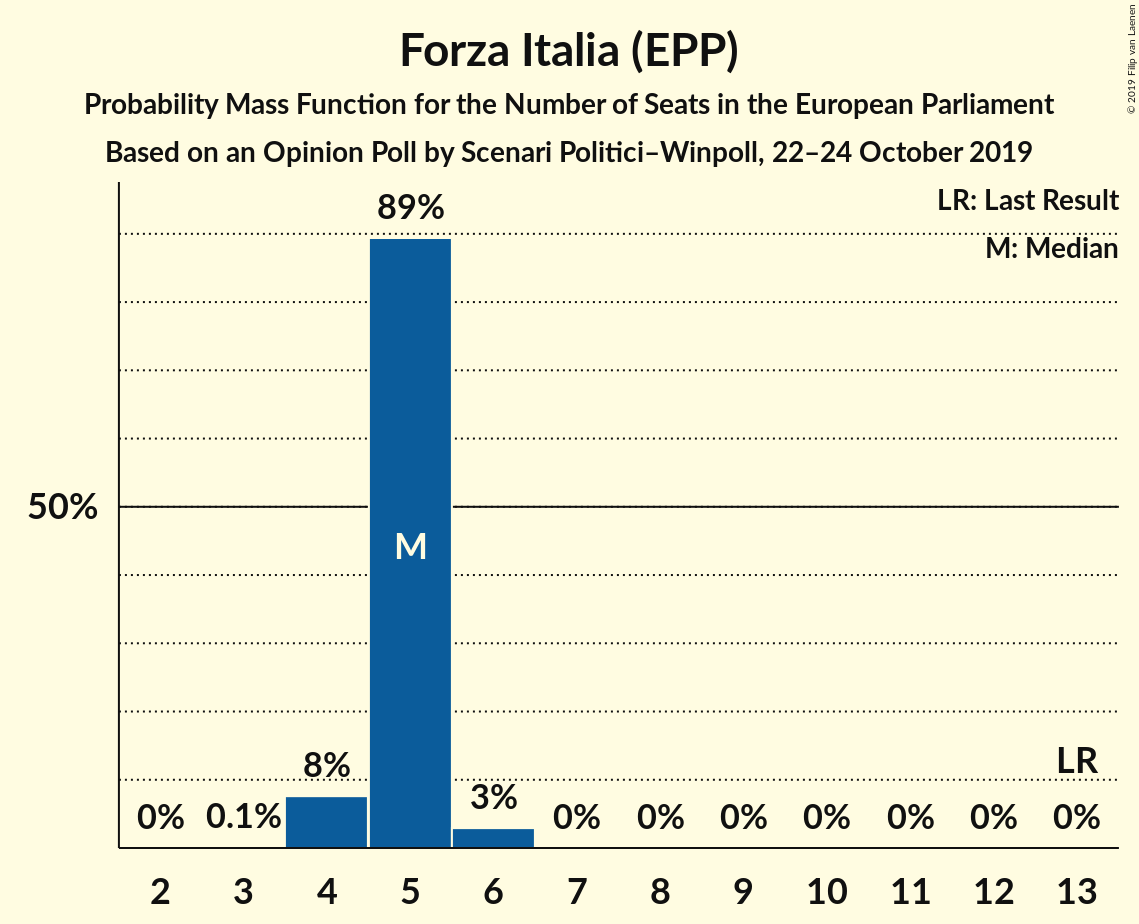 Forza Italia (EPP)
Probability Mass Function for the Number of Seats in the European Parliament
Based on an Opinion Poll by Scenari Politici–Winpoll, 22–24 October 2019
© 2019 Filip van Laenen
LR: Last Result
M: Median
89%
50%
M
8%
LR
0% 0.1% 3% 0% 0% 0% 0% 0% 0% 0%
2 3 4 5 6 7 8 9 10 11 12 13